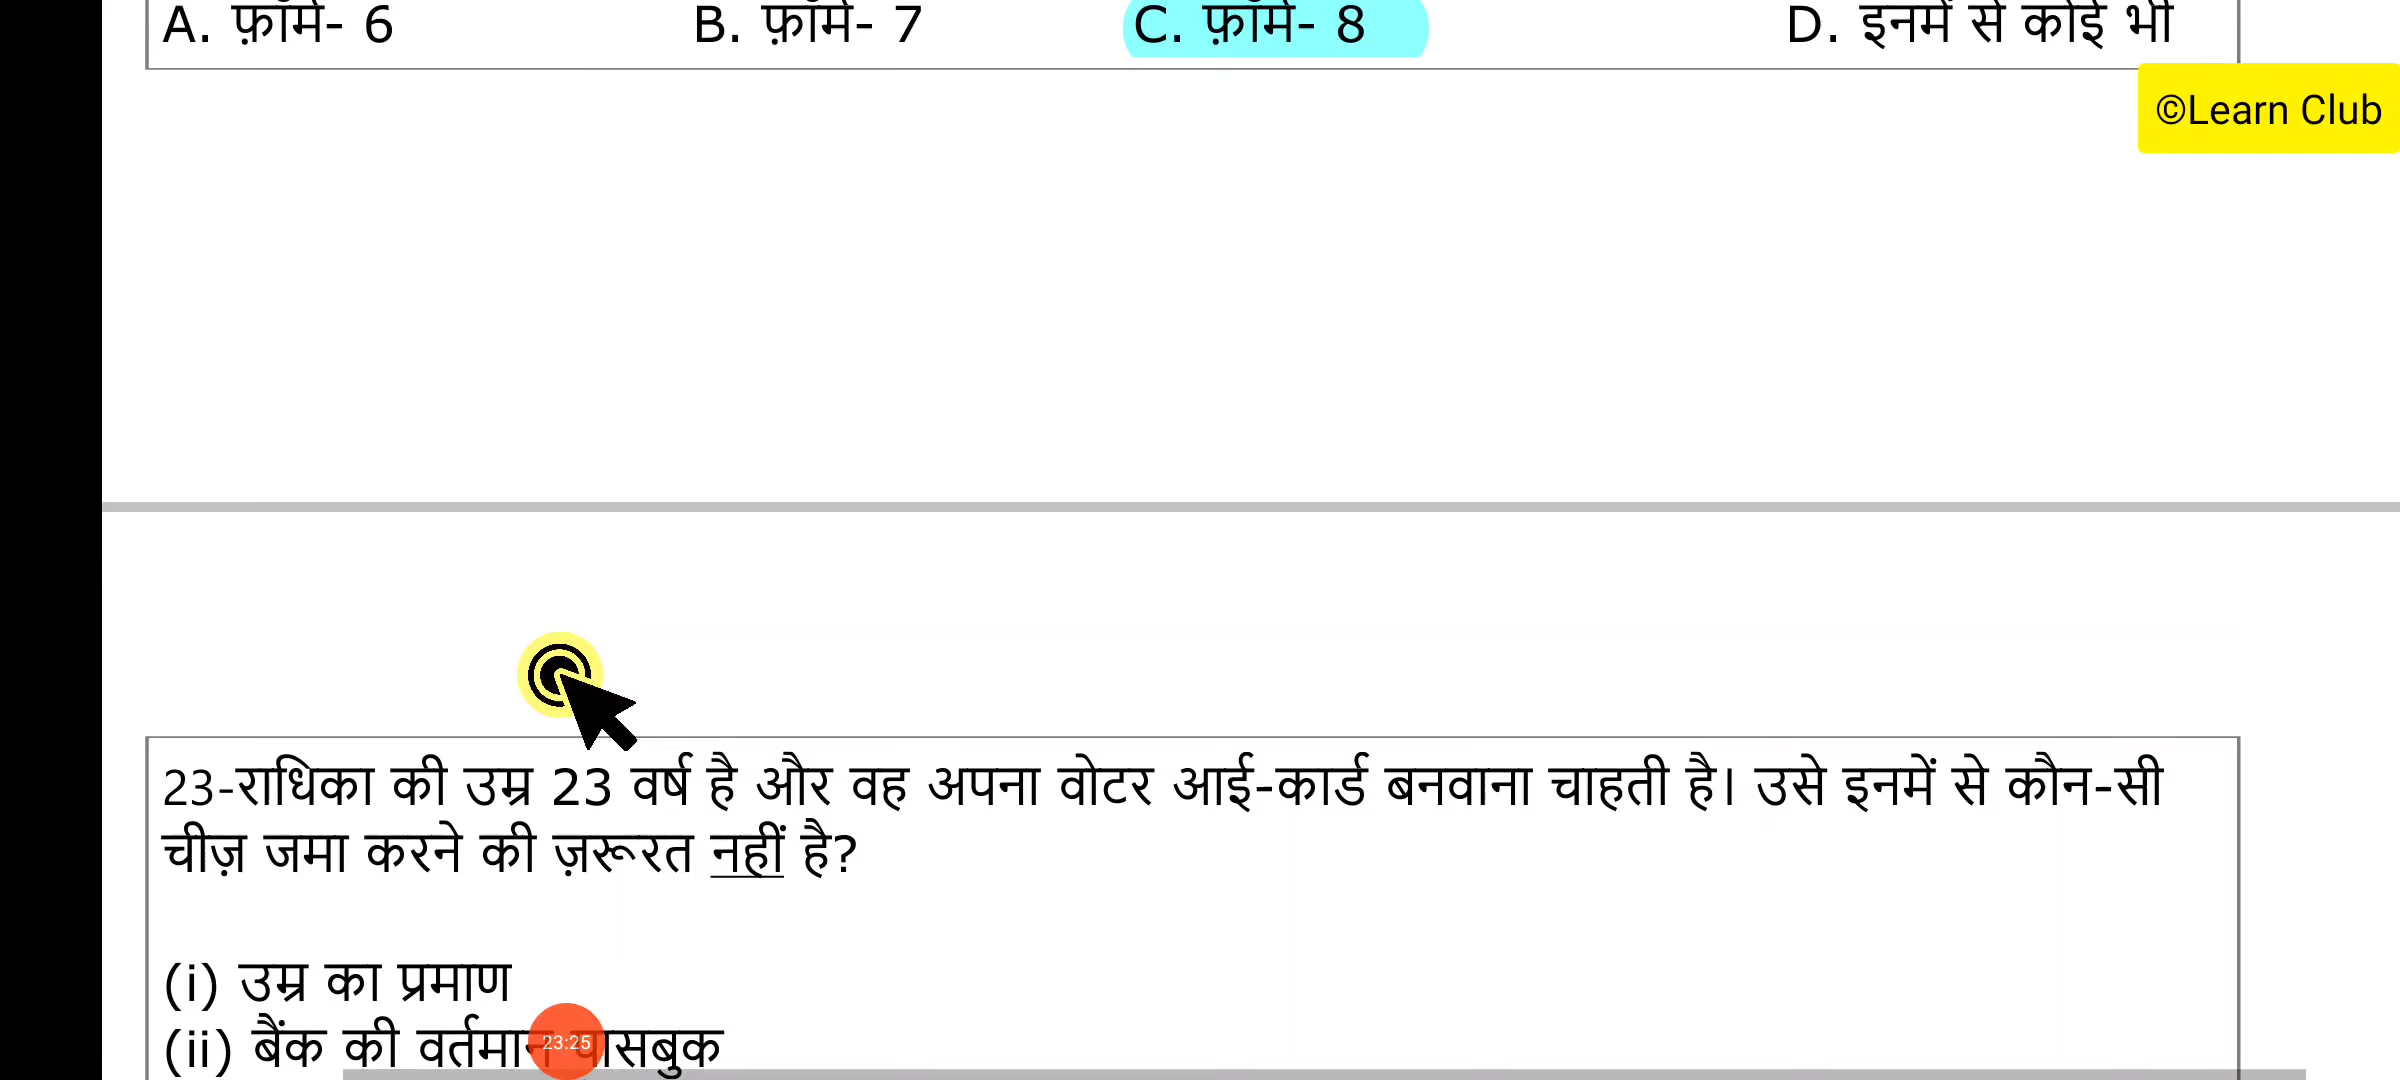 A. फ़ॉर्म- 6 B. फ़ॉर्म- 7 C. फ़ॉर्म- 8 D. इनमें से कोई भी
©Learn Club
23-राधिका की उम्र 23 वर्ष है और वह अपना वोटर आई-कार्ड बनवाना चाहती है। उसे इनमें से कौन-सी
चीज़ जमा करने की ज़रूरत नहीं है?
(i) उम्र का प्रमाण
(ii) बैंक की वर्तमान पासबुक
23:25